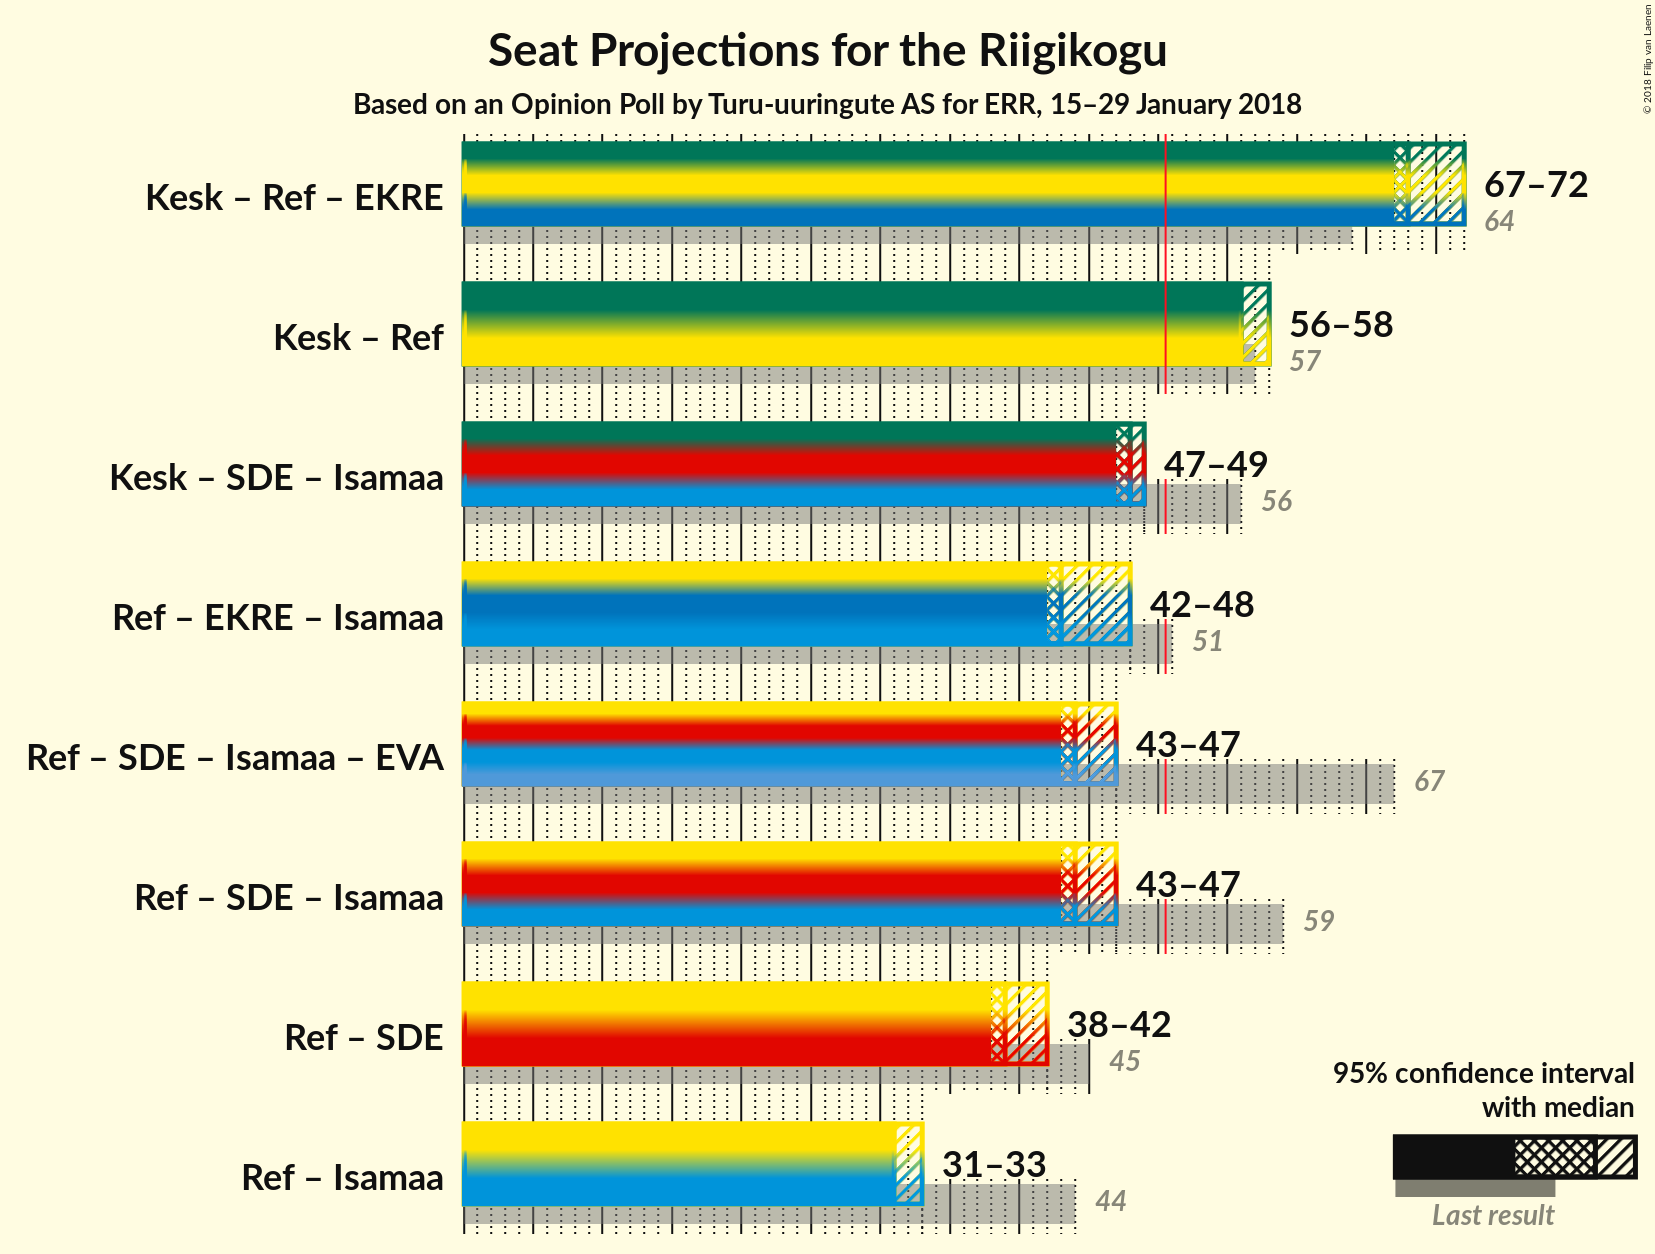 Seat Projections for the Riigikogu
Based on an Opinion Poll by Turu-uuringute AS for ERR, 15–29 January 2018
© 2018 Filip van Laenen
Kesk – Ref – EKRE
67–72
64
Kesk – Ref
56–58
57
Kesk – SDE – Isamaa
47–49
56
Ref – EKRE – Isamaa
42–48
51
Ref – SDE – Isamaa – EVA
43–47
67
Ref – SDE – Isamaa
43–47
59
Ref – SDE
38–42
45
Ref – Isamaa
31–33
44
95% confidence interval
with median
Last result